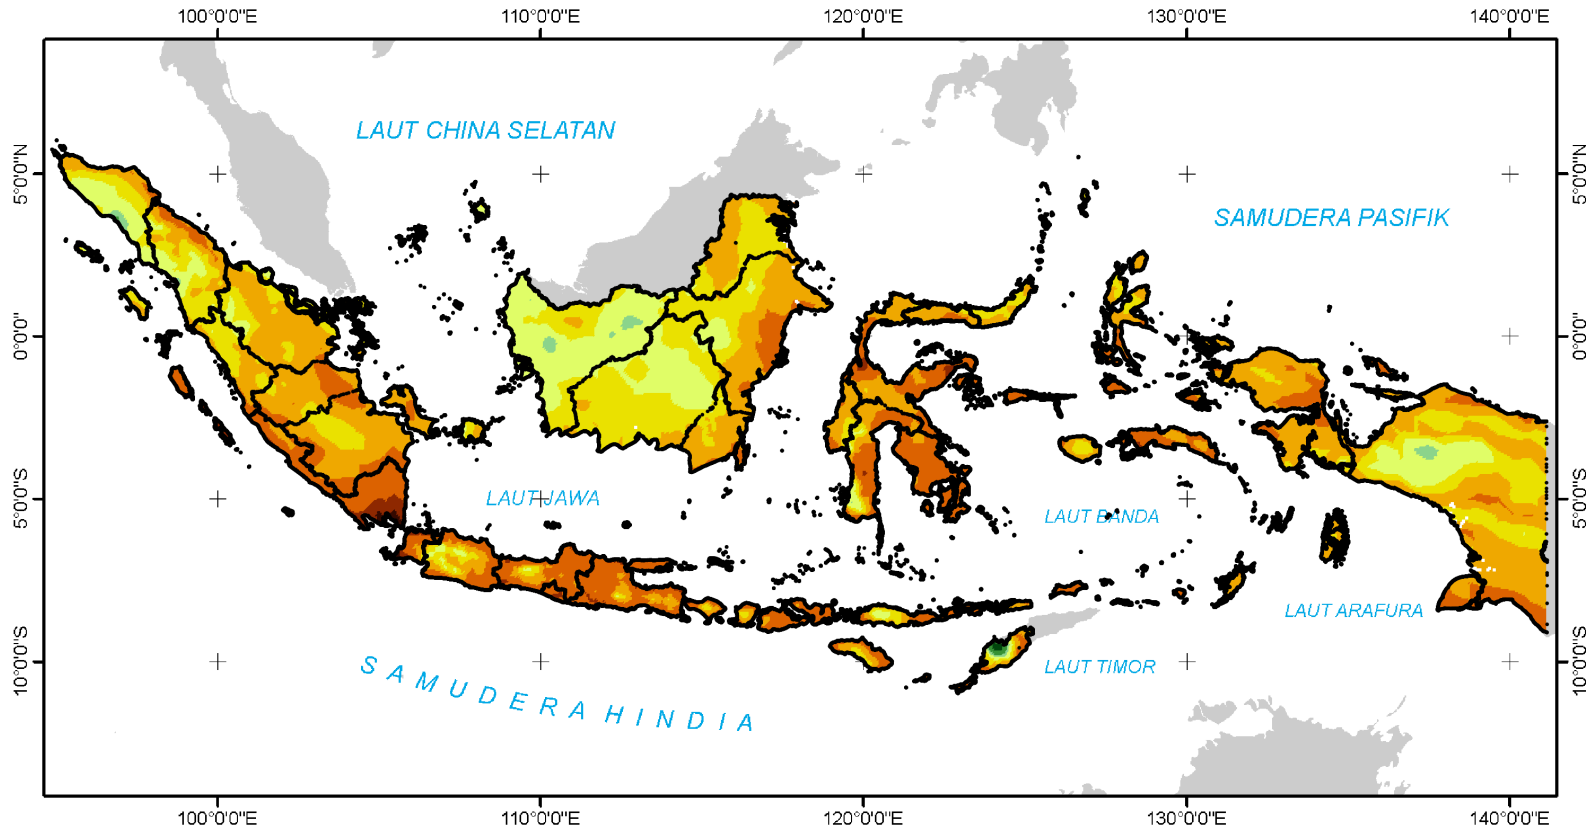 100°0'0"E 110°0'0"E 120°0'0"E 130°0'0"E 140°0'0"E
LAUT CHINA SELATAN
5°0'0"N 5°0'0"N
SAMUDERA PASIFIK
0°0'0" 0°0'0"
LAUT JAWA
5°0'0"S 5°0'0"S
LAUT BANDA
LAUT ARAFURA
10°0'0"S 10°0'0"S
LAUT TIMOR
SAMUDERA HINDIA
100°0'0"E 110°0'0"E 120°0'0"E 130°0'0"E 140°0'0"E